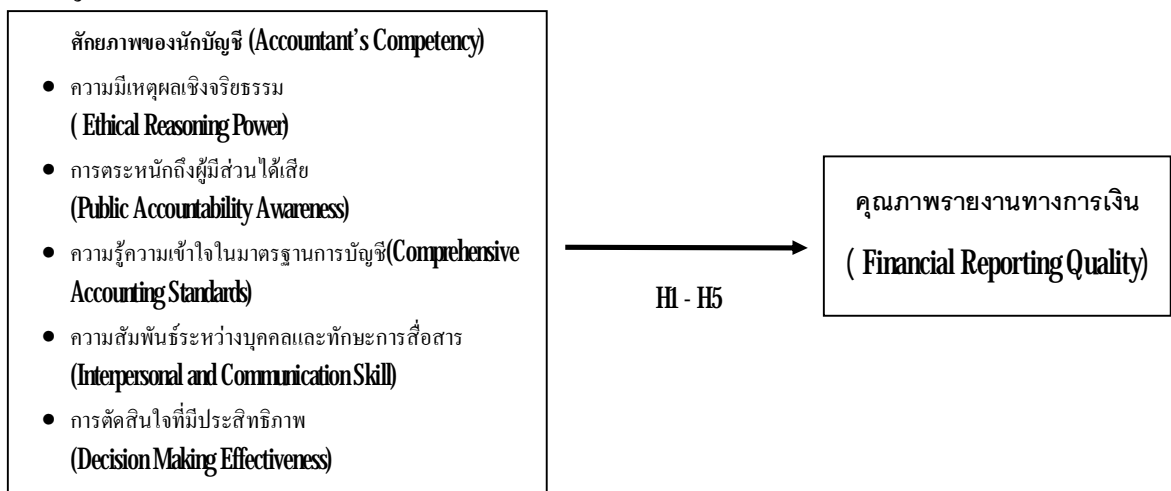 ศักยภาพของนักบัญชี (Accountant's Competency)
• ความมีเหตุผลเชิงจริยธรรม
( Ethical Reasoning Power)
• การตระหนักถึงผู้มีส่วนได้เสีย
(Public Accountability Awareness)
• ความรู้ความเข้าใจในมาตรฐานการบัญชี(Comprehensive
Accounting Standards)
• ความสัมพันธ์ระหว่างบุคคลและทักษะการสื่อสาร
(Interpersonal and Communication Skill)
• การตัดสินใจที่มีประสิทธิภาพ
(Decision Making Effectiveness)
H1 - H5
คุณภาพรายงานทางการเงิน
( Financial Reporting Quality)